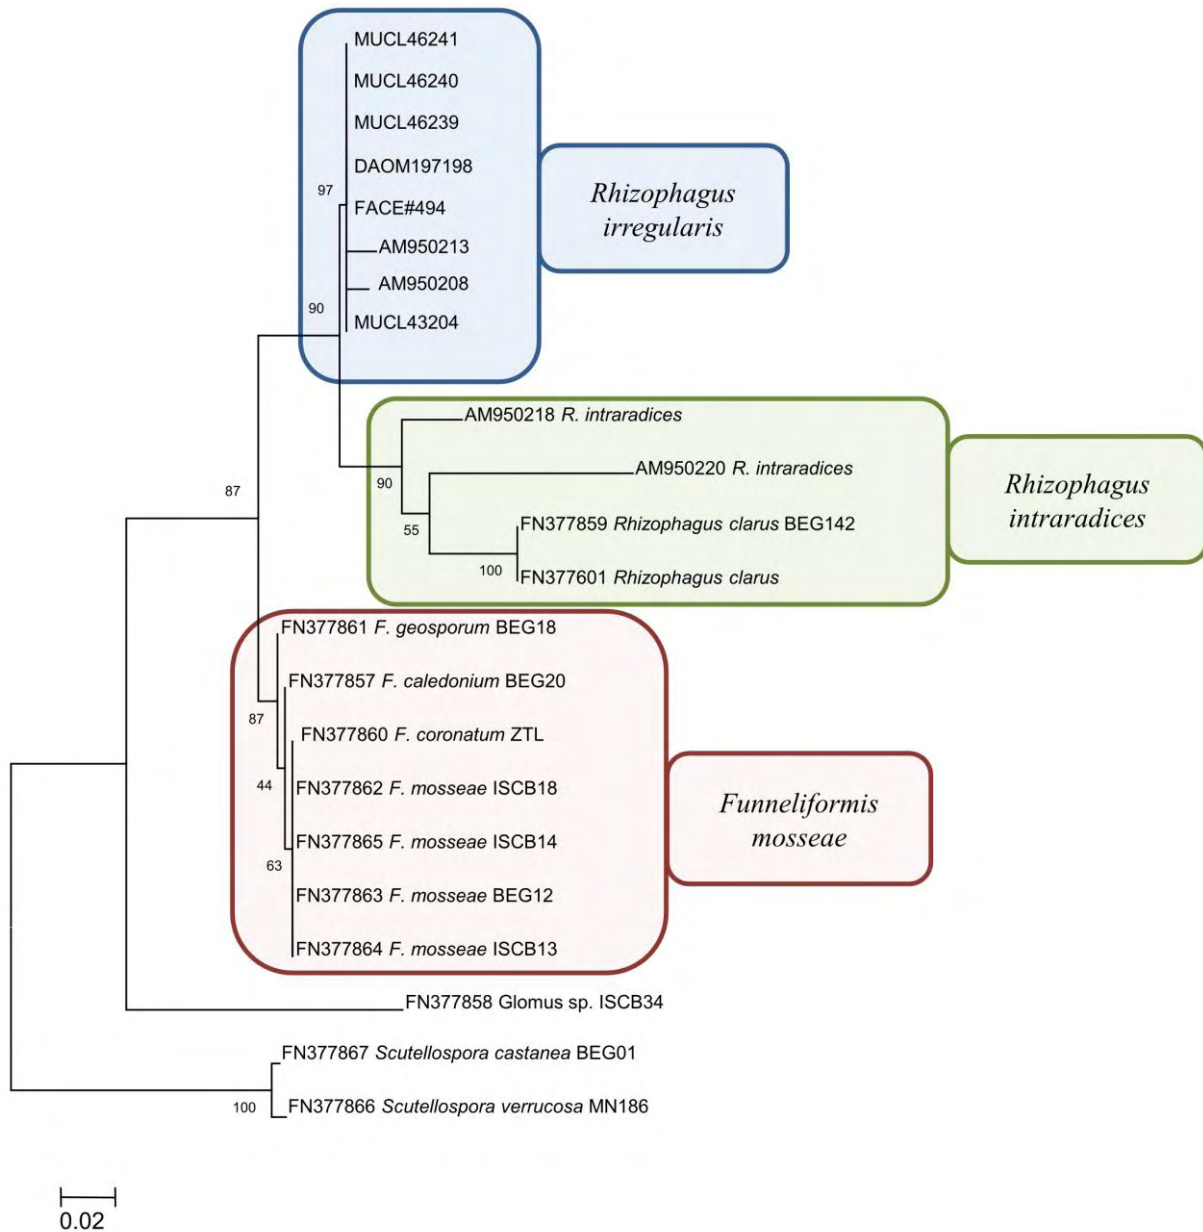 MUCL46241
MUCL46240
MUCL46239
DAOM197198
97
FACE#494
AM950213
AM950208
90
MUCL43204
Rhizophagus
irregularis
AM950218 R. intraradices
AM950220 R. intraradices
90
FN377859 Rhizophagus clarus BEG142
55
100
FN377601 Rhizophagus clarus
Rhizophagus
intraradices
87
FN377861 F. geosporum BEG18
FN377857 F. caledonium BEG20
87
FN377860 F. coronatum ZTL
44
FN377862 F. mosseae ISCB18
FN377865 F. mosseae ISCB14
63
FN377863 F. mosseae BEG12
FN377864 F. mosseae ISCB13
Funneliformis
mosseae
FN377858 Glomus sp. ISCB34
FN377867 Scutellospora castanea BEG01
100
FN377866 Scutellospora verrucosa MN186
0.02